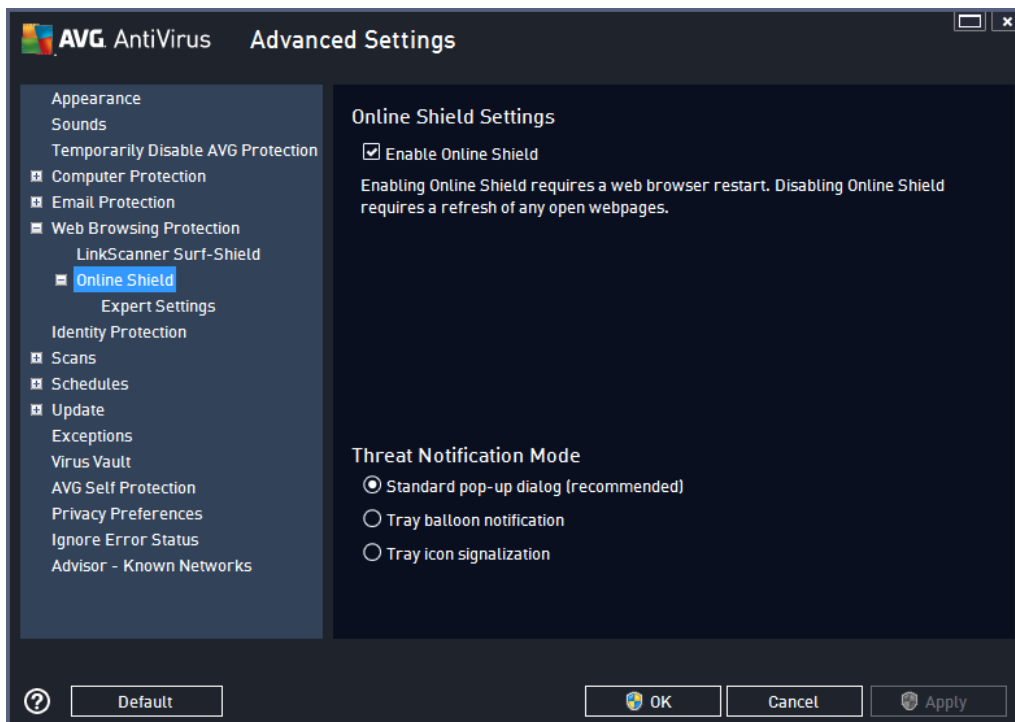 AVG. AntiVirus Advanced Settings
Appearance
Sounds
Temporarily Disable AVG Protection
Computer Protection
Email Protection
Web Browsing Protection
LinkScanner Surf-Shield
Online Shield
Expert Settings
Identity Protection
Scans
Schedules
Update
Exceptions
Virus Vault
AVG Self Protection
Privacy Preferences
Ignore Error Status
Advisor - Known Networks
Online Shield Settings
Enable Online Shield
Enabling Online Shield requires a web browser restart. Disabling Online Shield
requires a refresh of any open webpages.
Threat Notification Mode
Standard pop-up dialog (recommended)
Tray balloon notification
Tray icon signalization
? Default OK Cancel Apply